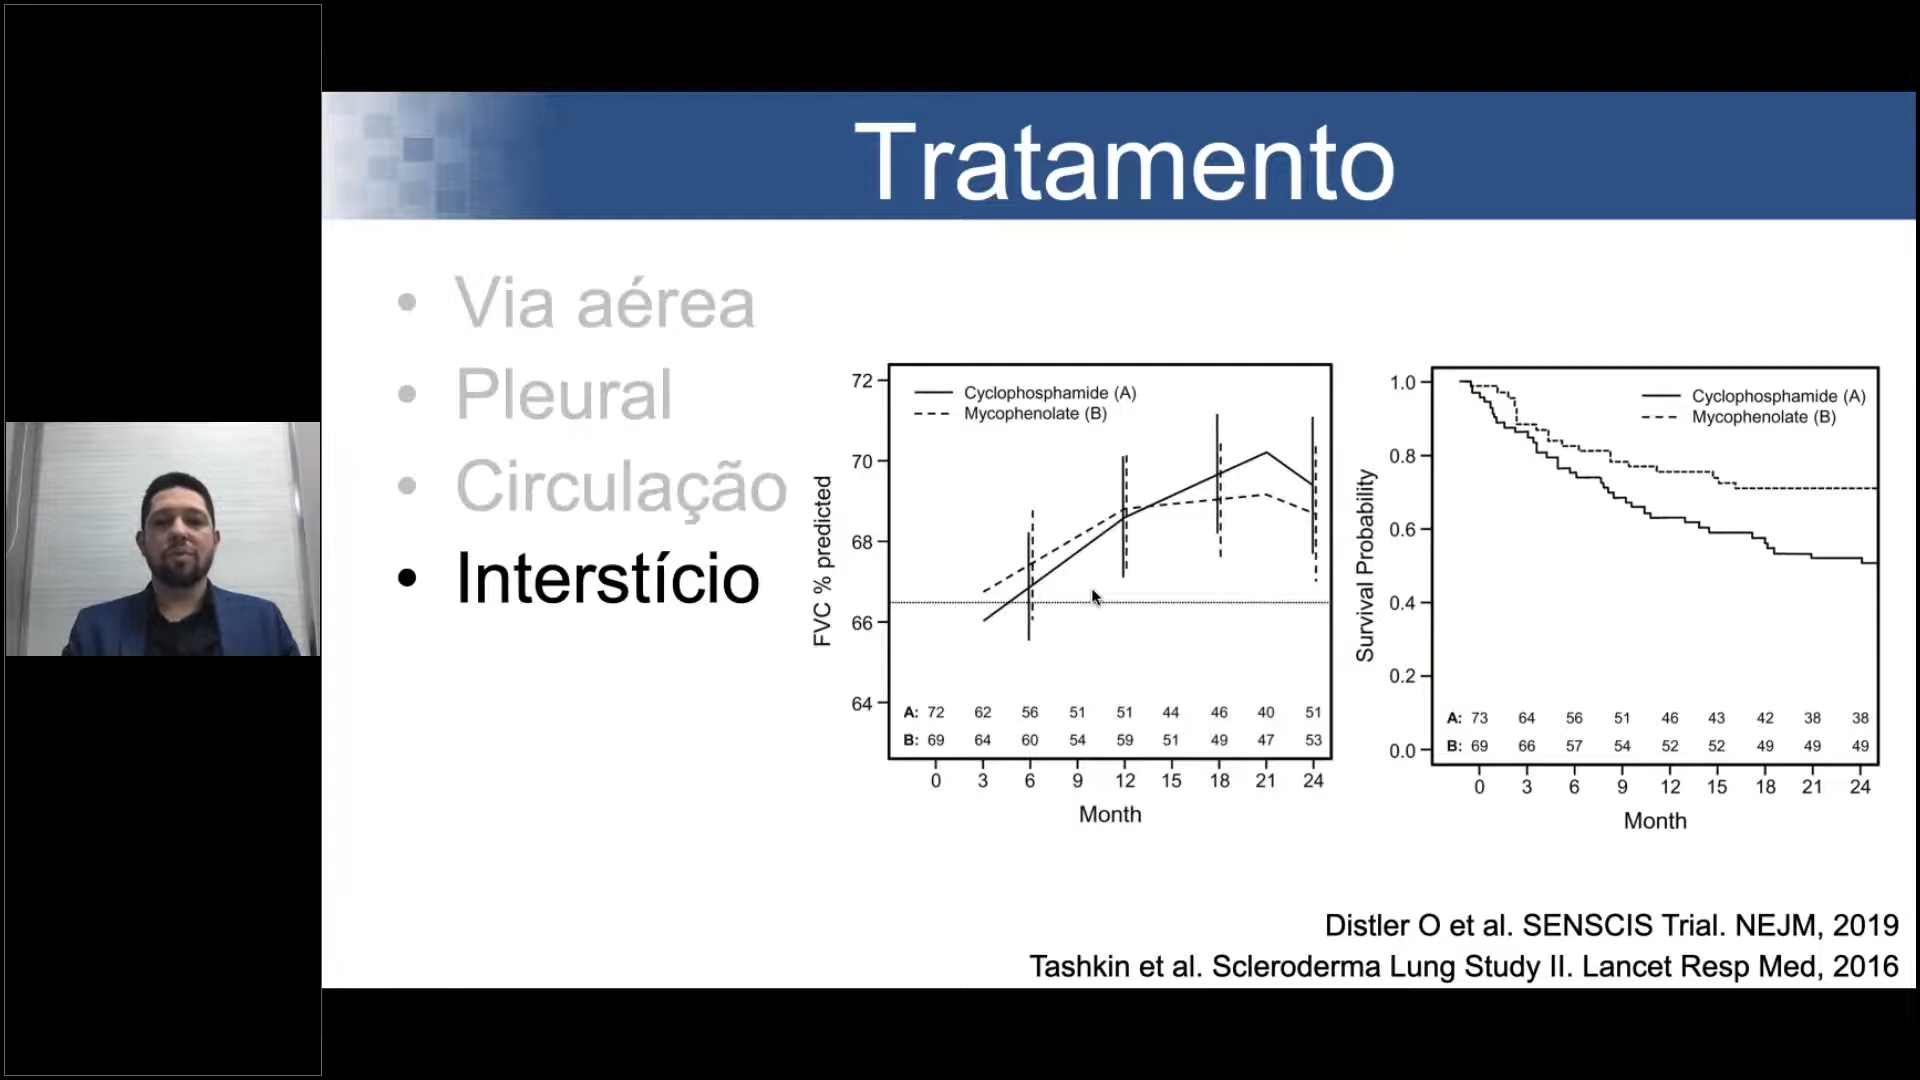 Tratamento
• Via aérea
• Pleural
• Circulação
• Interstício
FVC % predicted
72
70
68
66
64
Cyclophosphamide (A)
Mycophenolate (B)
A: 72 62 56 51 51 44 46 40 51
B: 69 64 60 54 59 51 49 47 53
0 3 6 9 12 15 18 21 24
Month
Survival Probability
1.0
0.8
0.6
0.4
0.2
0.0
Cyclophosphamide (A)
Mycophenolate (B)
A: 73 64 56 51 46 43 42 38 38
B: 69 66 57 54 52 52 49 49 49
0 3 6 9 12 15 18 21 24
Month
Distler O et al. SENSCIS Trial. NEJM, 2019
Tashkin et al. Scleroderma Lung Study II. Lancet Resp Med, 2016